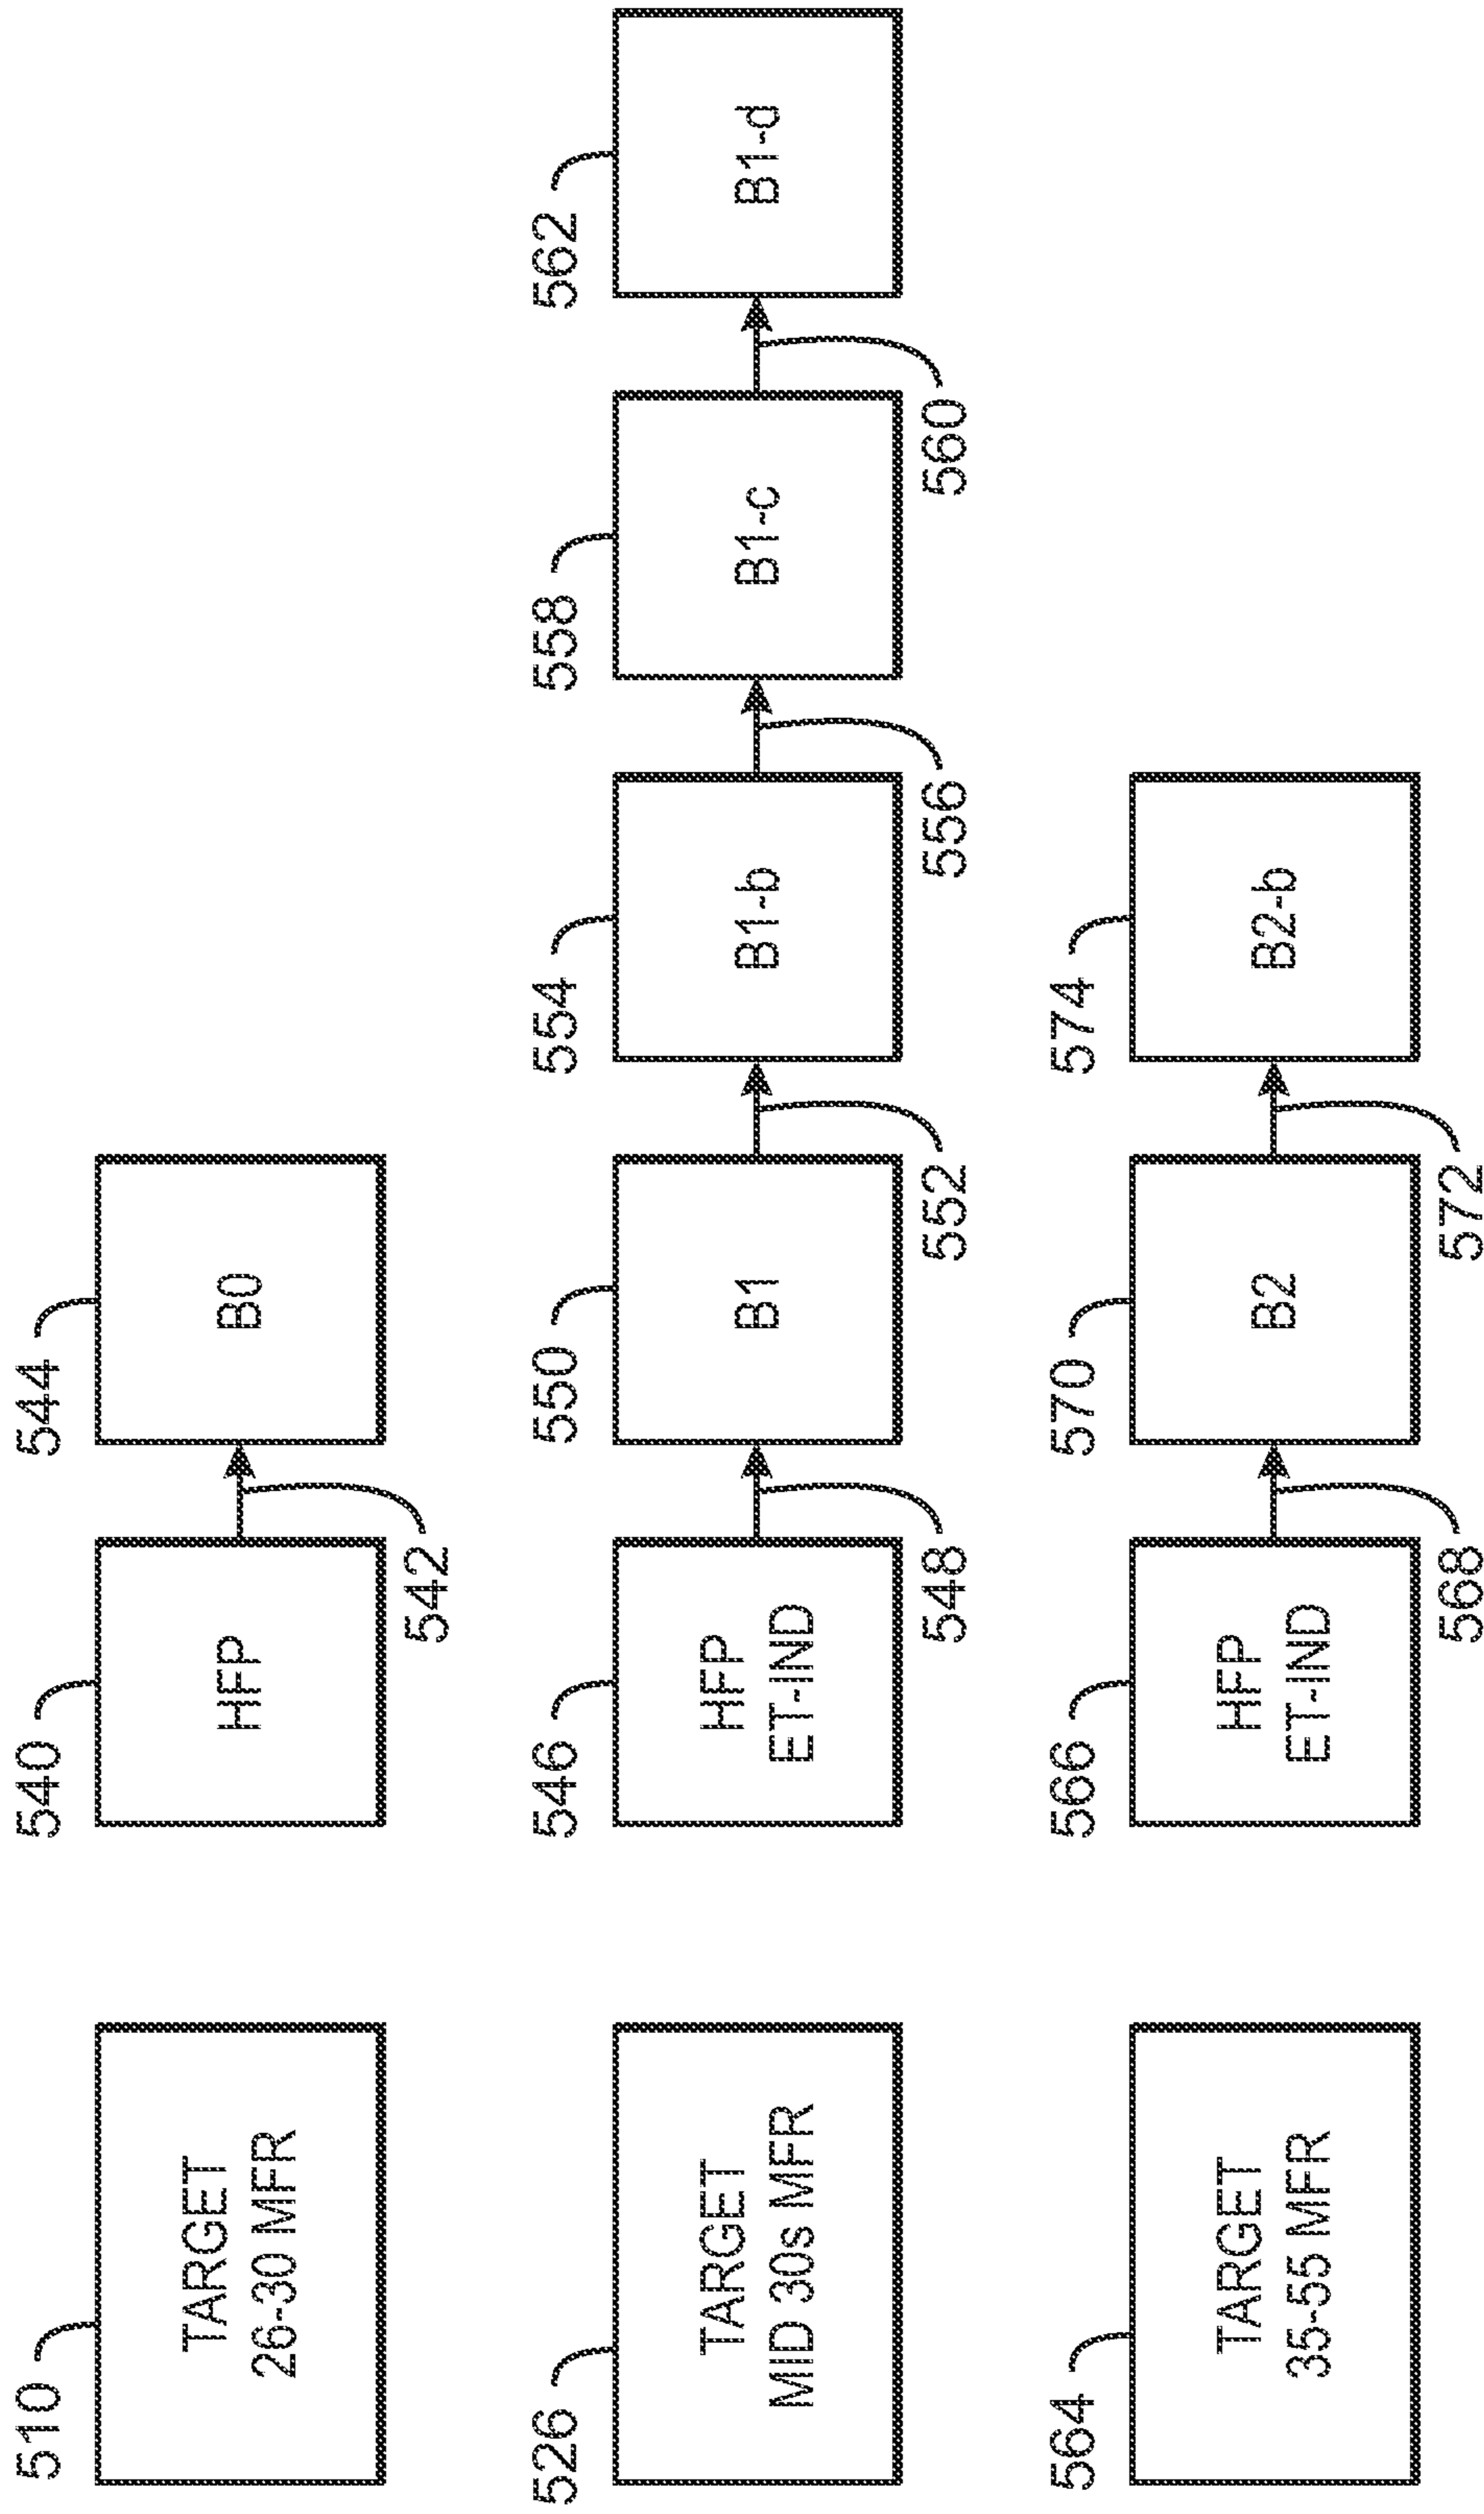 510
TARGET
26-30 MFR
540
HFP
542
544
B0
526
TARGET
MID 30s MFR
546
HFP
ET-IND
548
550
B1
552
554
B1-b
556
558
B1-c
560
562
B1-d
564
TARGET
35-55 MFR
566
HFP
ET-IND
568
570
B2
572
574
B2-b